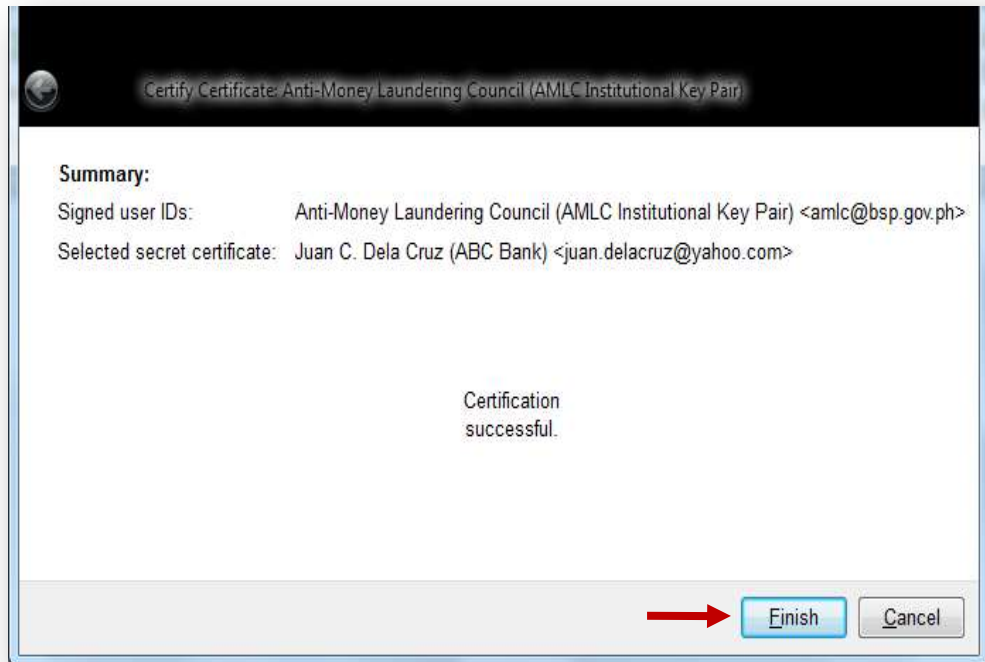 Certify Certificate: Anti-Money Laundering Council (AMLC Institutional Key Pair)
Summary:
Signed user IDs: Anti-Money Laundering Council (AMLC Institutional Key Pair) <amlc@bsp.gov.ph>
Selected secret certificate: Juan C. Dela Cruz (ABC Bank) <juan.delacruz@yahoo.com>
Certification
successful.
Finish Cancel